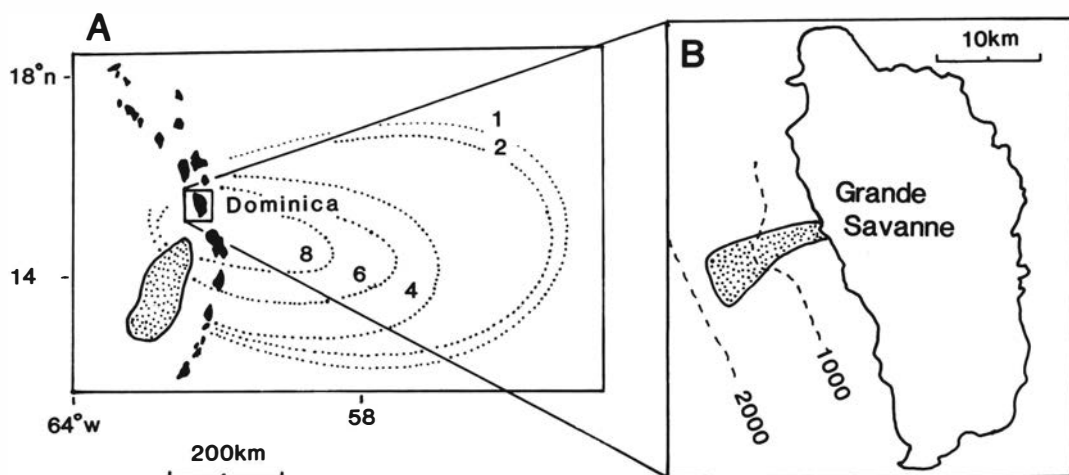 A
18°n
1
2
Dominica
8
6
4
14
64°w
58
200km
B
10km
Grande
Savanne
1000
2000